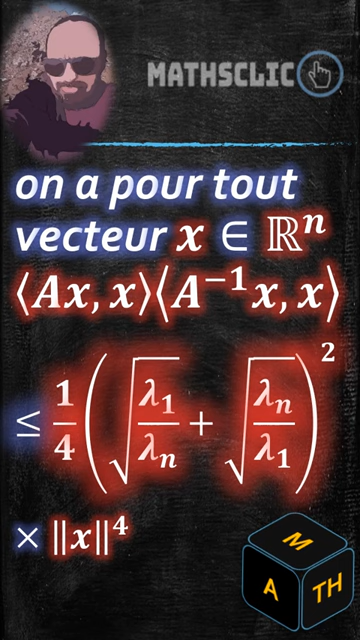 MATHSCLIC
on a pour tout
vecteur x ∈ ℝⁿ
⟨Ax, x⟩⟨A⁻¹x, x⟩
≤ 1/4 (√(λ₁/λₙ) + √(λₙ/λ₁))²
× ‖x‖⁴
M
A TH